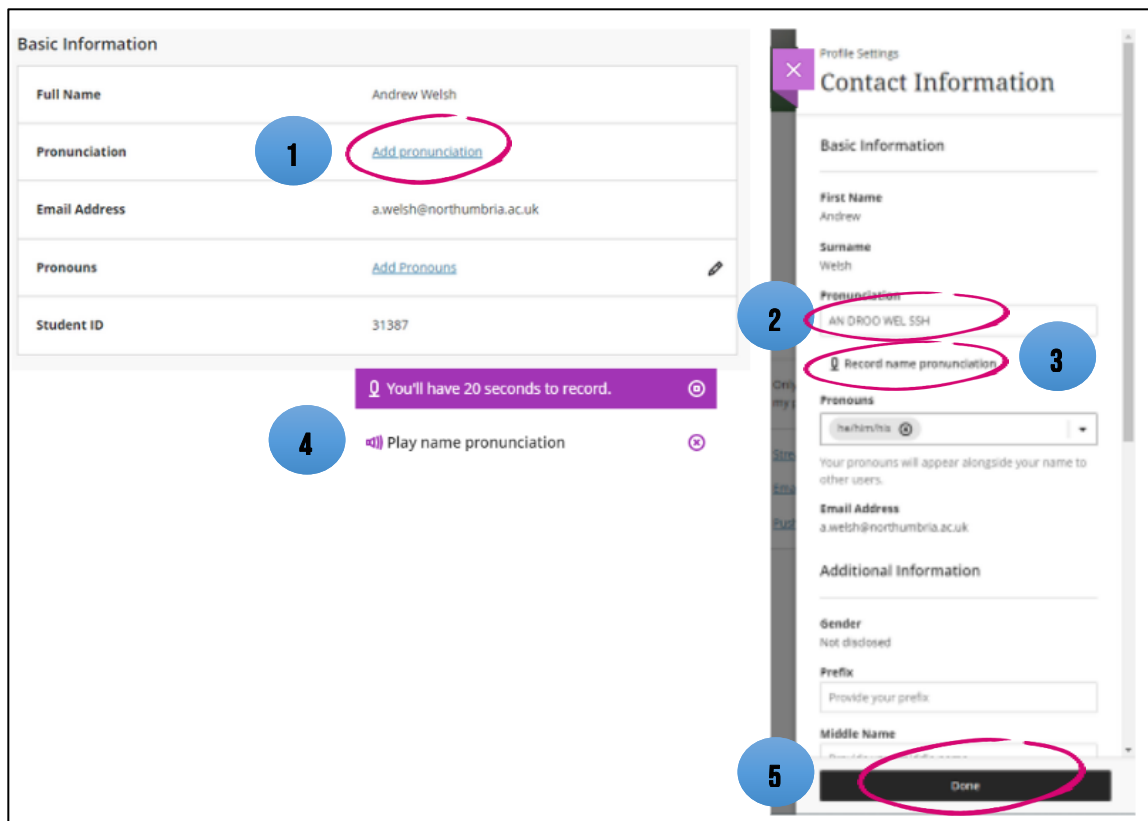 Basic Information
Full Name Andrew Welsh
1
Pronunciation Add pronunciation
Email Address a.welsh@northumbria.ac.uk
Pronouns Add Pronouns
Student ID 31387
You'll have 20 seconds to record.
4
Play name pronunciation
Profile Settings
Contact Information
Basic Information
First Name
Andrew
Surname
Welsh
Pronunciation
2
AN DROO WEL SSH
3
Record name pronunciation
Pronouns
he/him/his
Your pronouns will appear alongside your name to
other users.
Email Address
a.welsh@northumbria.ac.uk
Additional Information
Gender
Not disclosed
Prefix
Provide your prefix
Middle Name
5
Done